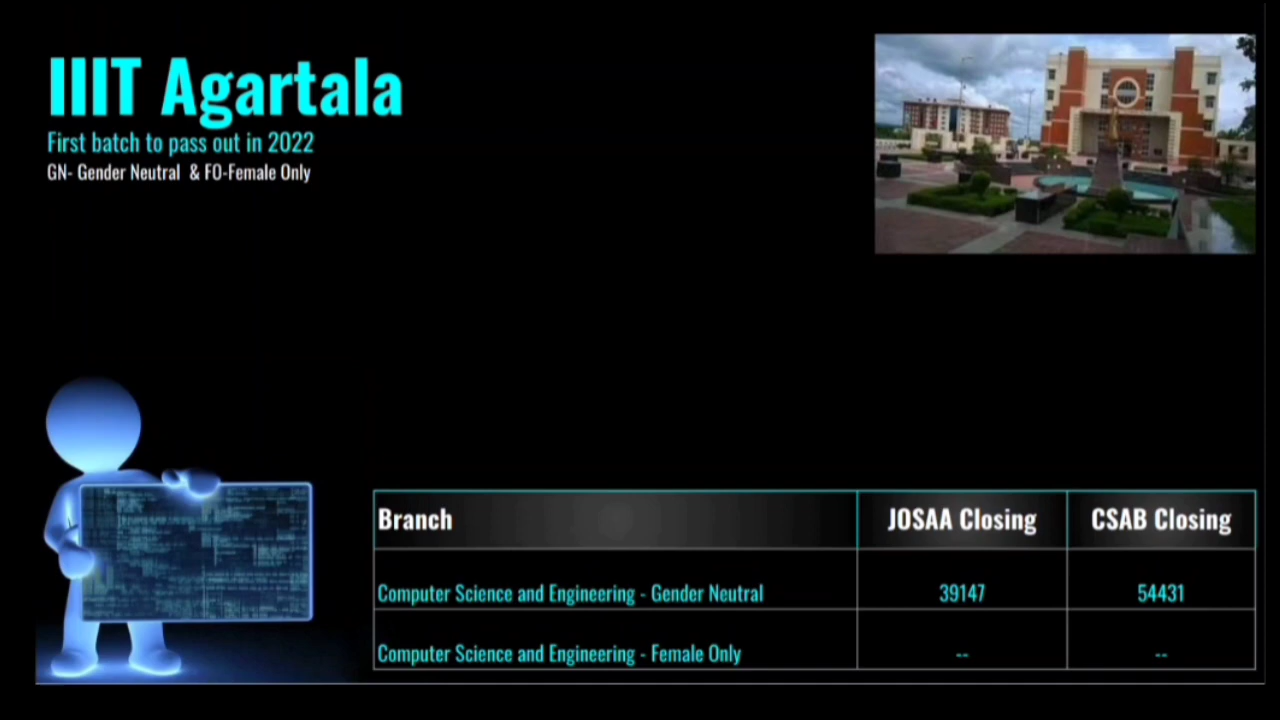 IIIT Agartala
First batch to pass out in 2022
GN- Gender Neutral & FO-Female Only
Branch JOSAA Closing CSAB Closing
Computer Science and Engineering - Gender Neutral 39147 54431
Computer Science and Engineering - Female Only -- --